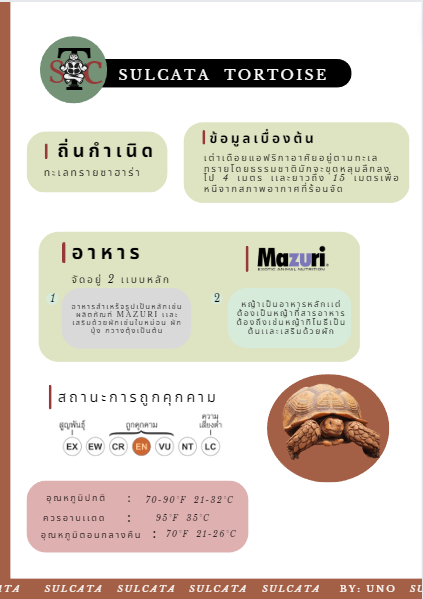 SULCATA TORTOISE
ถิ่นกำเนิด
ทะเลทรายซาฮาร่า
ข้อมูลเบื้องต้น
เต่าเดือยแอฟริกาอาศัยอยู่ตามทะเล
ทรายโดยธรรมชาติมักจะขุดหลุมลึกลง
ไป 4 เมตร และยาวถึง 15 เมตรเพื่อ
หนีจากสภาพอากาศที่ร้อนจัด
อาหาร
จัดอยู่ 2 แบบหลัก
Mazuri
EXOTIC ANIMAL NUTRITION
1
อาหารสำเหร็จรูปเป็นหลักเช่น
ผลิตภัณฑ์ MAZURI และ
เสริมด้วยผักเช่นใบหม่อน ผัก
บุ้ง กวางตุ้งเป็นต้น
2
หญ้าเป็นอาหารหลักแต่
ต้องเป็นหญ้าที่สารอาหาร
ต้องถึงเช่นหญ้าทิโมธีเป็น
ต้นและเสริมด้วยผัก
สถานะการถูกคุกคาม
สูญพันธุ์ ถูกคุกคาม ความเสี่ยงต่ำ
EX EW CR EN VU NT LC
อุณหภูมิปกติ : 70-90°F 21-32°C
ควรอาบแดด : 95°F 35°C
อุณหภูมิตอนกลางคืน : 70°F 21-26°C
SULCATA SULCATA SULCATA SULCATA BY: UNO